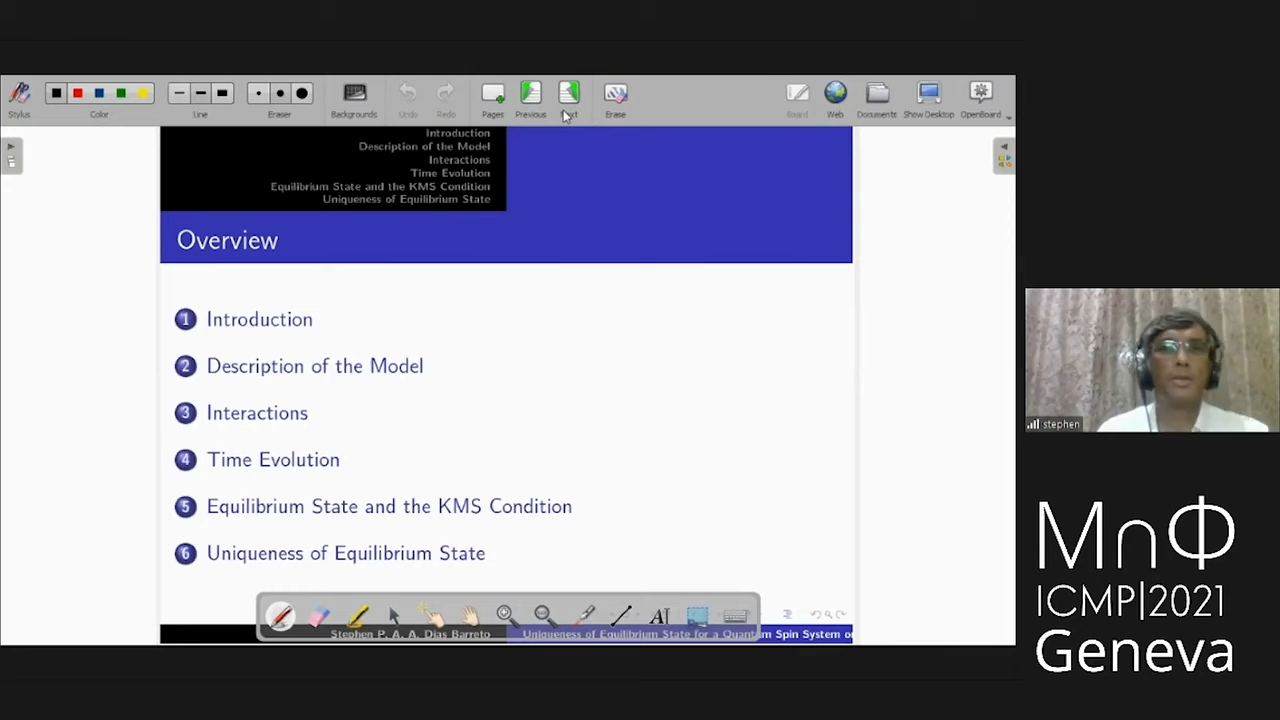 Stylus
Color
Line
Eraser
Backgrounds
Undo
Redo
Pages
Previous
Erase
Board
Web
Documents
Show Desktop
OpenBoard
Introduction
Description of the Model
Interactions
Time Evolution
Equilibrium State and the KMS Condition
Uniqueness of Equilibrium State
Overview
1 Introduction
2 Description of the Model
3 Interactions
4 Time Evolution
5 Equilibrium State and the KMS Condition
6 Uniqueness of Equilibrium State
Stephen P. A. A. Dias Barreto
Uniqueness of Equilibrium State for a Quantum Spin System
stephen
MnΦ
ICMP|2021
Geneva